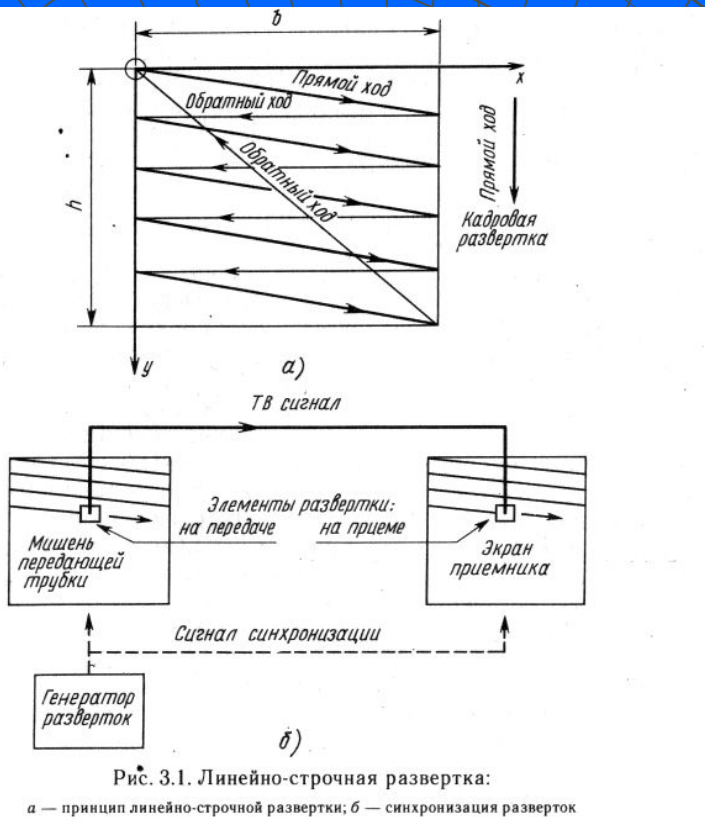 b
x
Прямой ход
Обратный ход
Обратный ход
h
Прямой ход
Кадровая
развертка
y
а)
ТВ сигнал
Элементы развертки:
на передаче на приеме
Мишень
передающей
трубки
Экран
приемника
Сигнал синхронизации
Генератор
разверток
б)
Рис. 3.1. Линейно-строчная развертка:
а — принцип линейно-строчной развертки; б — синхронизация разверток